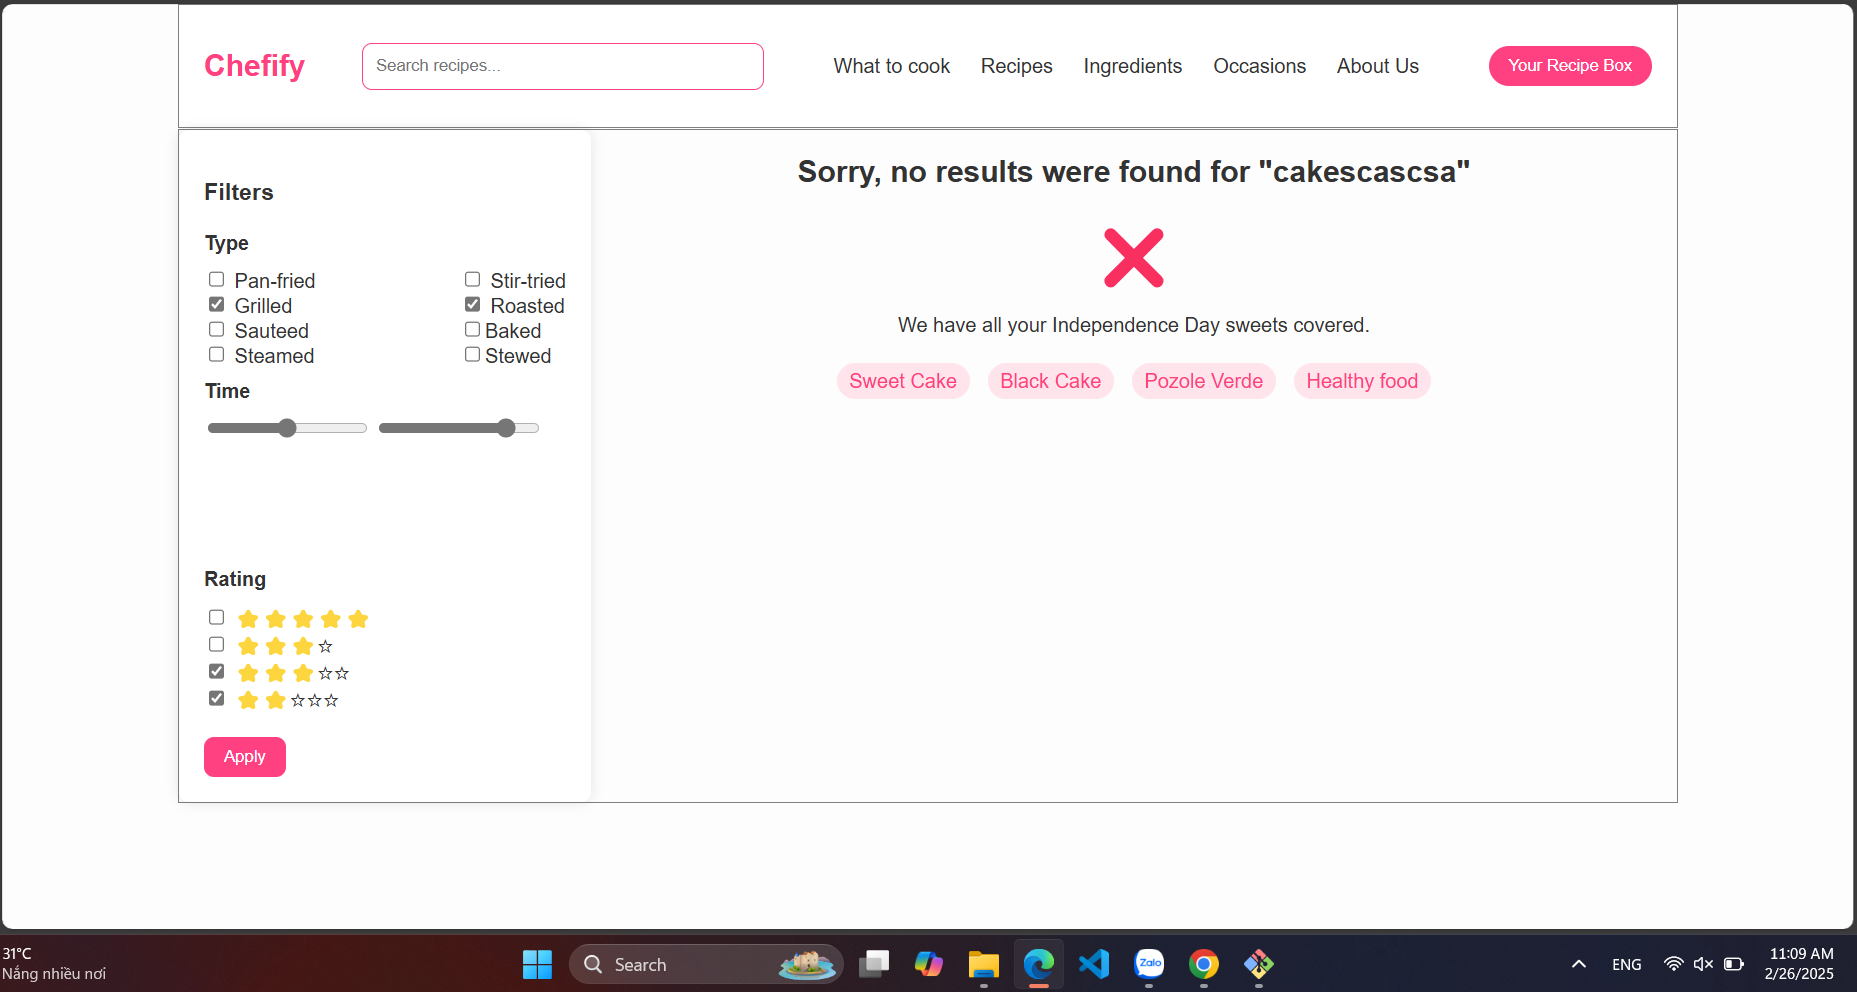 Chefify
Search recipes...
What to cook Recipes Ingredients Occasions About Us
Your Recipe Box
Filters
Type
Pan-fried Stir-tried
Grilled Roasted
Sauteed Baked
Steamed Stewed
Time
Rating
Apply
Sorry, no results were found for "cakescascsa"
We have all your Independence Day sweets covered.
Sweet Cake Black Cake Pozole Verde Healthy food
31°C
Nắng nhiều nơi
Search
Zalo
ENG
11:09 AM
2/26/2025